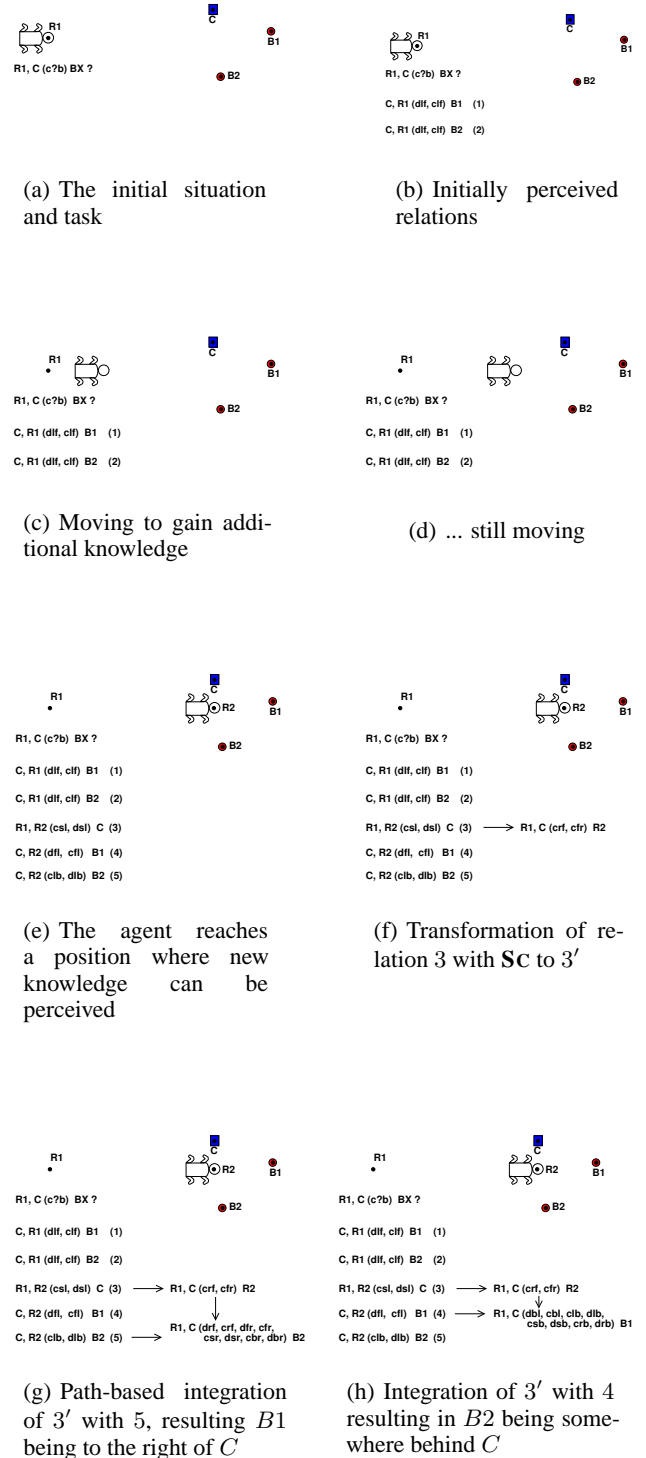 R1
C
B1
B2
R1, C (c?b) BX ?
(a) The initial situation
and task
R1
C
B1
B2
R1, C (c?b) BX ?
C, R1 (dlf, clf) B1 (1)
C, R1 (dlf, clf) B2 (2)
(b) Initially perceived
relations
R1
C
B1
B2
R1, C (c?b) BX ?
C, R1 (dlf, clf) B1 (1)
C, R1 (dlf, clf) B2 (2)
(c) Moving to gain addi-
tional knowledge
R1
C
B1
B2
R1, C (c?b) BX ?
C, R1 (dlf, clf) B1 (1)
C, R1 (dlf, clf) B2 (2)
(d) ... still moving
R1
C
R2
B1
B2
R1, C (c?b) BX ?
C, R1 (dlf, clf) B1 (1)
C, R1 (dlf, clf) B2 (2)
R1, R2 (csl, dsl) C (3)
C, R2 (dfl, cfl) B1 (4)
C, R2 (clb, dlb) B2 (5)
(e) The agent reaches
a position where new
knowledge can be
perceived
R1
C
R2
B1
B2
R1, C (c?b) BX ?
C, R1 (dlf, clf) B1 (1)
C, R1 (dlf, clf) B2 (2)
R1, R2 (csl, dsl) C (3) → R1, C (crf, cfr) R2
C, R2 (dfl, cfl) B1 (4)
C, R2 (clb, dlb) B2 (5)
(f) Transformation of re-
lation 3 with SC to 3′
R1
C
R2
B1
B2
R1, C (c?b) BX ?
C, R1 (dlf, clf) B1 (1)
C, R1 (dlf, clf) B2 (2)
R1, R2 (csl, dsl) C (3) → R1, C (crf, cfr) R2
C, R2 (dfl, cfl) B1 (4)
C, R2 (clb, dlb) B2 (5) → R1, C (drf, crf, dfr, cfr,
csr, dsr, cbr, dbr) B2
(g) Path-based integration
of 3′ with 5, resulting B1
being to the right of C
R1
C
R2
B1
B2
R1, C (c?b) BX ?
C, R1 (dlf, clf) B1 (1)
C, R1 (dlf, clf) B2 (2)
R1, R2 (csl, dsl) C (3) → R1, C (crf, cfr) R2
C, R2 (dfl, cfl) B1 (4) → R1, C (dbl, cbl, clb, dlb,
csb, dsb, crb, drb) B1
C, R2 (clb, dlb) B2 (5)
(h) Integration of 3′ with 4
resulting in B2 being some-
where behind C